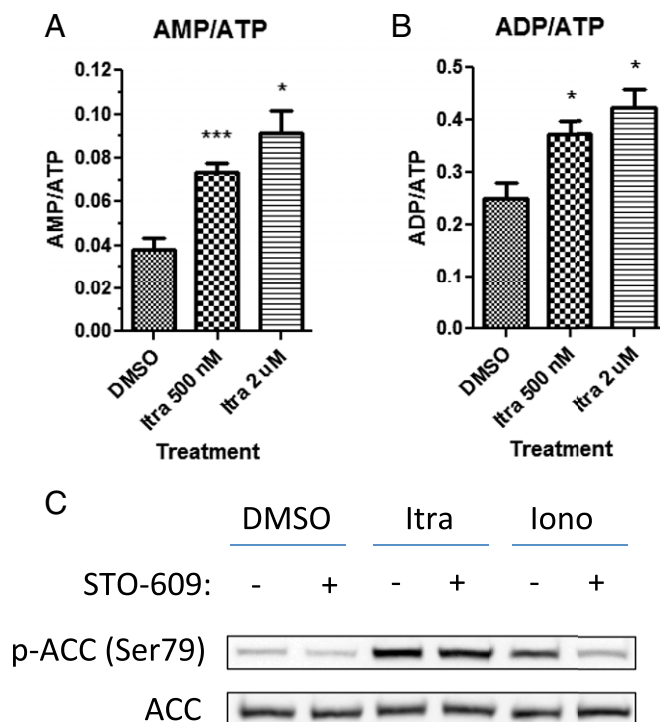 A
AMP/ATP
AMP/ATP
0.12
0.10
0.08
0.06
0.04
0.02
0.00
***
*
DMSO
Itra 500 nM
Itra 2 uM
Treatment
B
ADP/ATP
ADP/ATP
0.5
0.4
0.3
0.2
0.1
0.0
*
*
DMSO
Itra 500 nM
Itra 2 uM
Treatment
C
DMSO Itra Iono
STO-609: - + - + - +
p-ACC (Ser79)
ACC